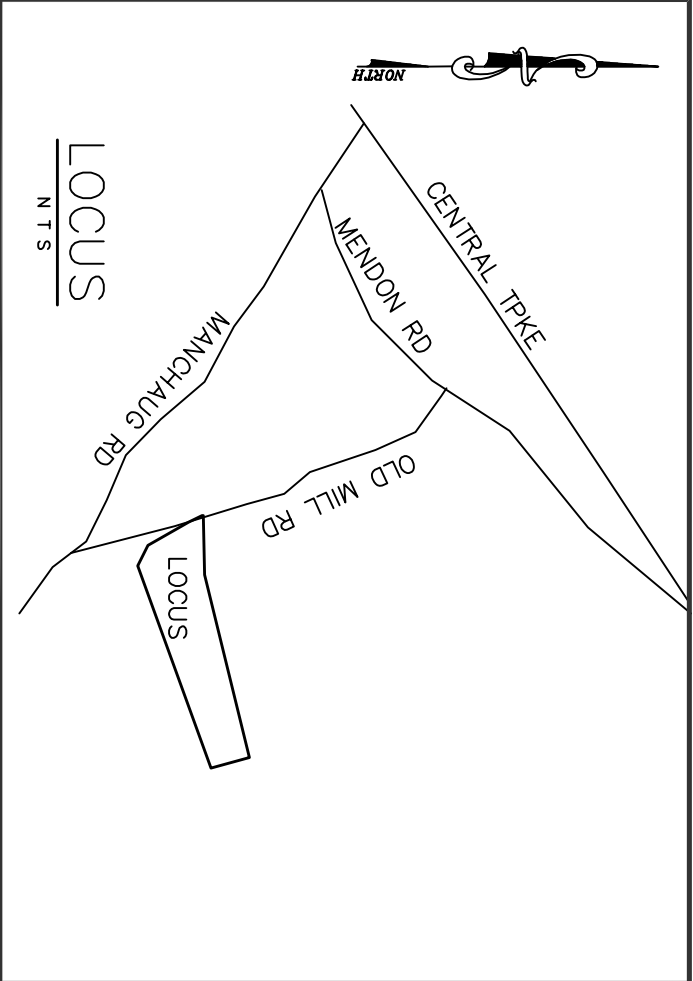 NORTH
CENTRAL TPKE
MENDON RD
MANCHAUG RD
OLD MILL RD
LOCUS
LOCUS
NTS